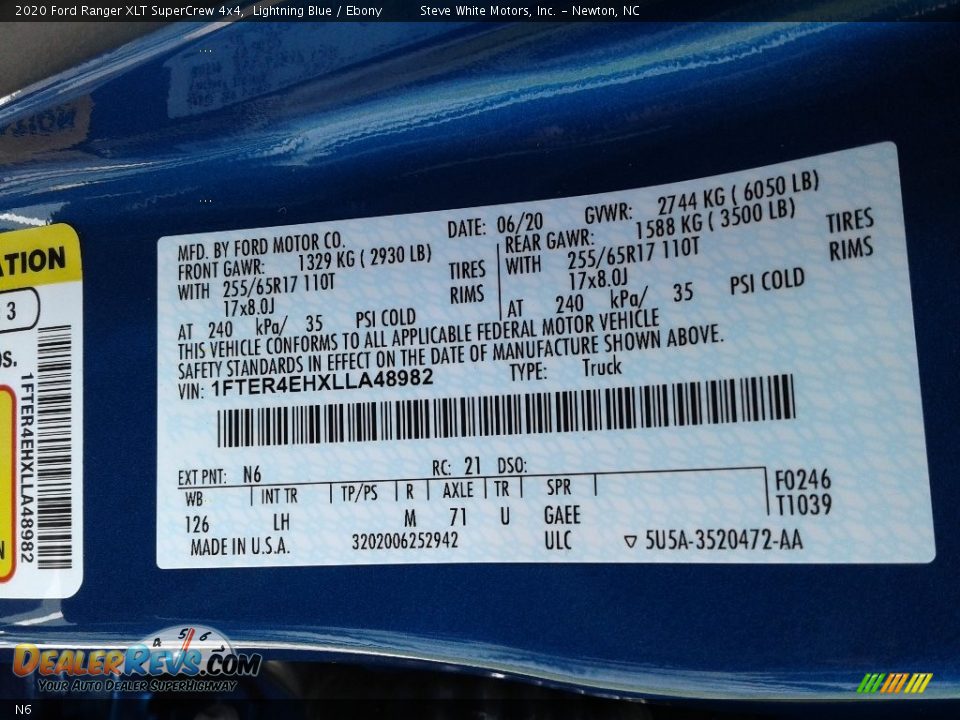 2020 Ford Ranger XLT SuperCrew 4x4, Lightning Blue / Ebony Steve White Motors, Inc. – Newton, NC
MFD. BY FORD MOTOR CO. DATE: 06/20 GVWR: 2744 KG ( 6050 LB)
FRONT GAWR: 1329 KG ( 2930 LB) REAR GAWR: 1588 KG ( 3500 LB)
WITH 255/65R17 110T TIRES WITH 255/65R17 110T TIRES
17x8.0J RIMS 17x8.0J RIMS
AT 240 kPa/ 35 PSI COLD AT 240 kPa/ 35 PSI COLD
THIS VEHICLE CONFORMS TO ALL APPLICABLE FEDERAL MOTOR VEHICLE
SAFETY STANDARDS IN EFFECT ON THE DATE OF MANUFACTURE SHOWN ABOVE.
VIN: 1FTER4EHXLLA48982 TYPE: Truck
EXT PNT: N6 RC: 21 DSO:
WB INT TR TP/PS R AXLE TR SPR F0246
126 LH M 71 U GAEE T1039
MADE IN U.S.A. 3202006252942 ULC ▽ 5U5A-3520472-AA
ATION
3
1FTER4EHXLLA48982
5 6
DEALERREVS.COM
YOUR AUTO DEALER SUPERHIGHWAY
N6